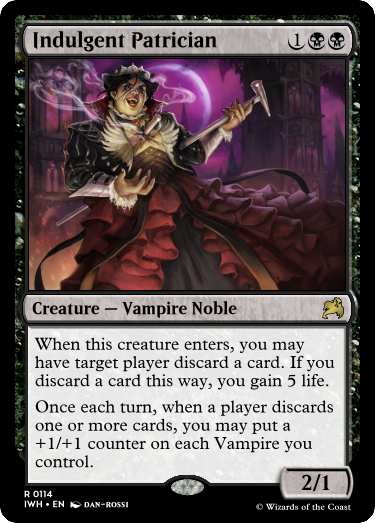 Indulgent Patrician 1
Creature — Vampire Noble
When this creature enters, you may
have target player discard a card. If you
discard a card this way, you gain 5 life.
Once each turn, when a player discards
one or more cards, you may put a
+1/+1 counter on each Vampire you
control.
2/1
R 0114
IWH • EN DAN-ROSSI
© Wizards of the Coast